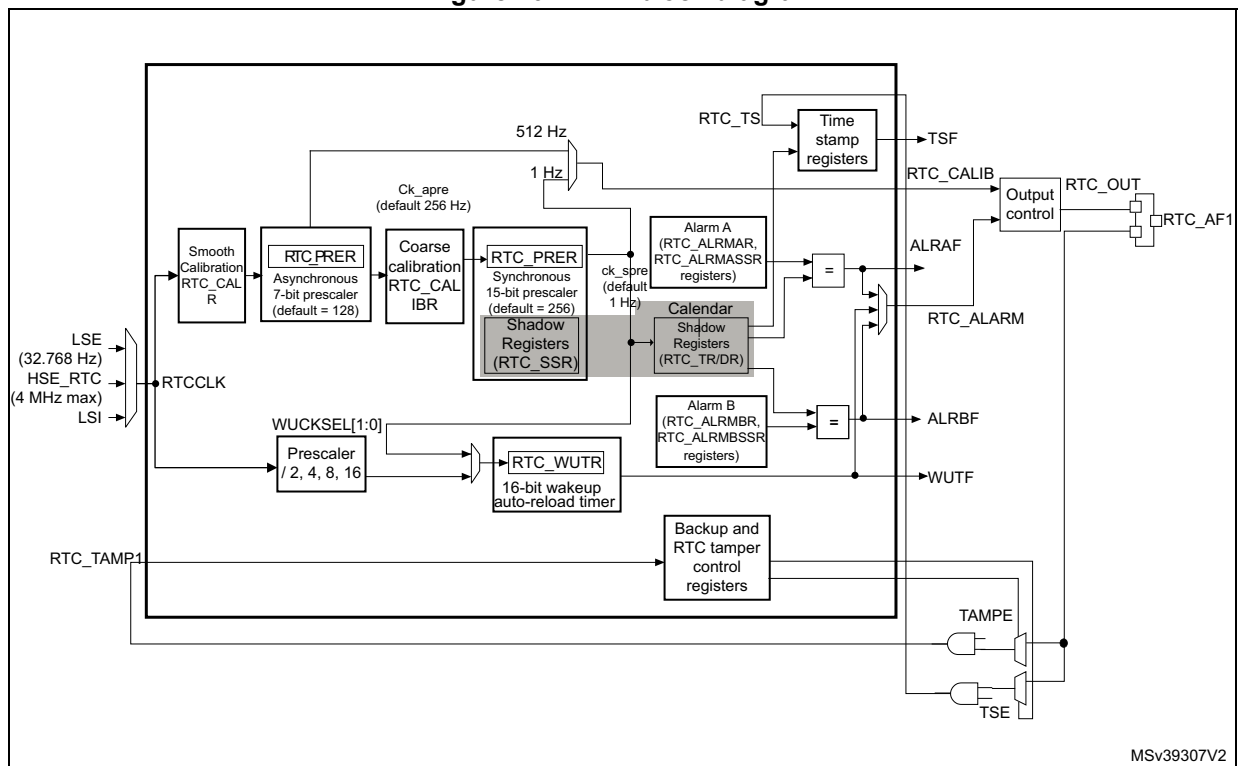 RTC_TS
Time
stamp
registers
TSF
512 Hz
1 Hz
RTC_CALIB
Output
control
RTC_OUT
RTC_AF1
Ck_apre
(default 256 Hz)
Smooth
Calibration
RTC_CAL
R
RTC_PRER
Asynchronous
7-bit prescaler
(default = 128)
Coarse
calibration
RTC_CAL
IBR
RTC_PRER
Synchronous
15-bit prescaler
(default = 256)
Shadow
Registers
(RTC_SSR)
ck_spre
(default
1 Hz)
Alarm A
(RTC_ALRMAR,
RTC_ALRMASSR
registers)
=
ALRAF
RTC_ALARM
Calendar
Shadow
Registers
(RTC_TR/DR)
LSE
(32.768 Hz)
HSE_RTC
(4 MHz max)
LSI
RTCCLK
Alarm B
(RTC_ALRMBR,
RTC_ALRMBSSR
registers)
=
ALRBF
WUCKSEL[1:0]
Prescaler
/ 2, 4, 8, 16
RTC_WUTR
16-bit wakeup
auto-reload timer
WUTF
RTC_TAMP1
Backup and
RTC tamper
control
registers
TAMPE
TSE
MSv39307V2